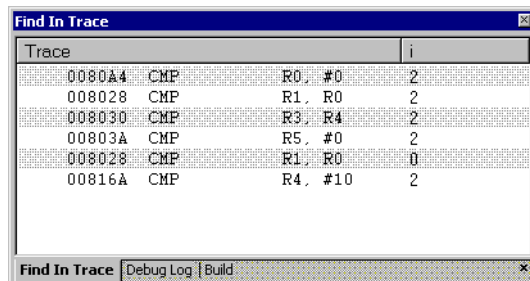 Find In Trace
Trace i
0080A4 CMP R0, #0 2
008028 CMP R1, R0 2
008030 CMP R3, R4 2
00803A CMP R5, #0 2
008028 CMP R1, R0 0
00816A CMP R4, #10 2
Find In Trace Debug Log Build